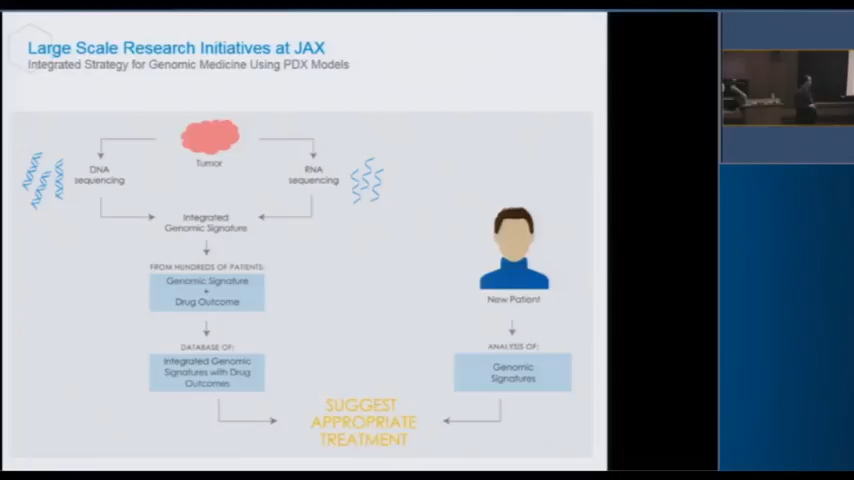 Large Scale Research Initiatives at JAX
Integrated Strategy for Genomic Medicine Using PDX Models
Tumor
DNA
sequencing
RNA
sequencing
Integrated
Genomic Signature
FROM HUNDREDS OF PATIENTS:
Genomic Signature
+
Drug Outcome
DATABASE OF:
Integrated Genomic
Signatures with Drug
Outcomes
New Patient
ANALYSIS OF:
Genomic
Signatures
SUGGEST
APPROPRIATE
TREATMENT